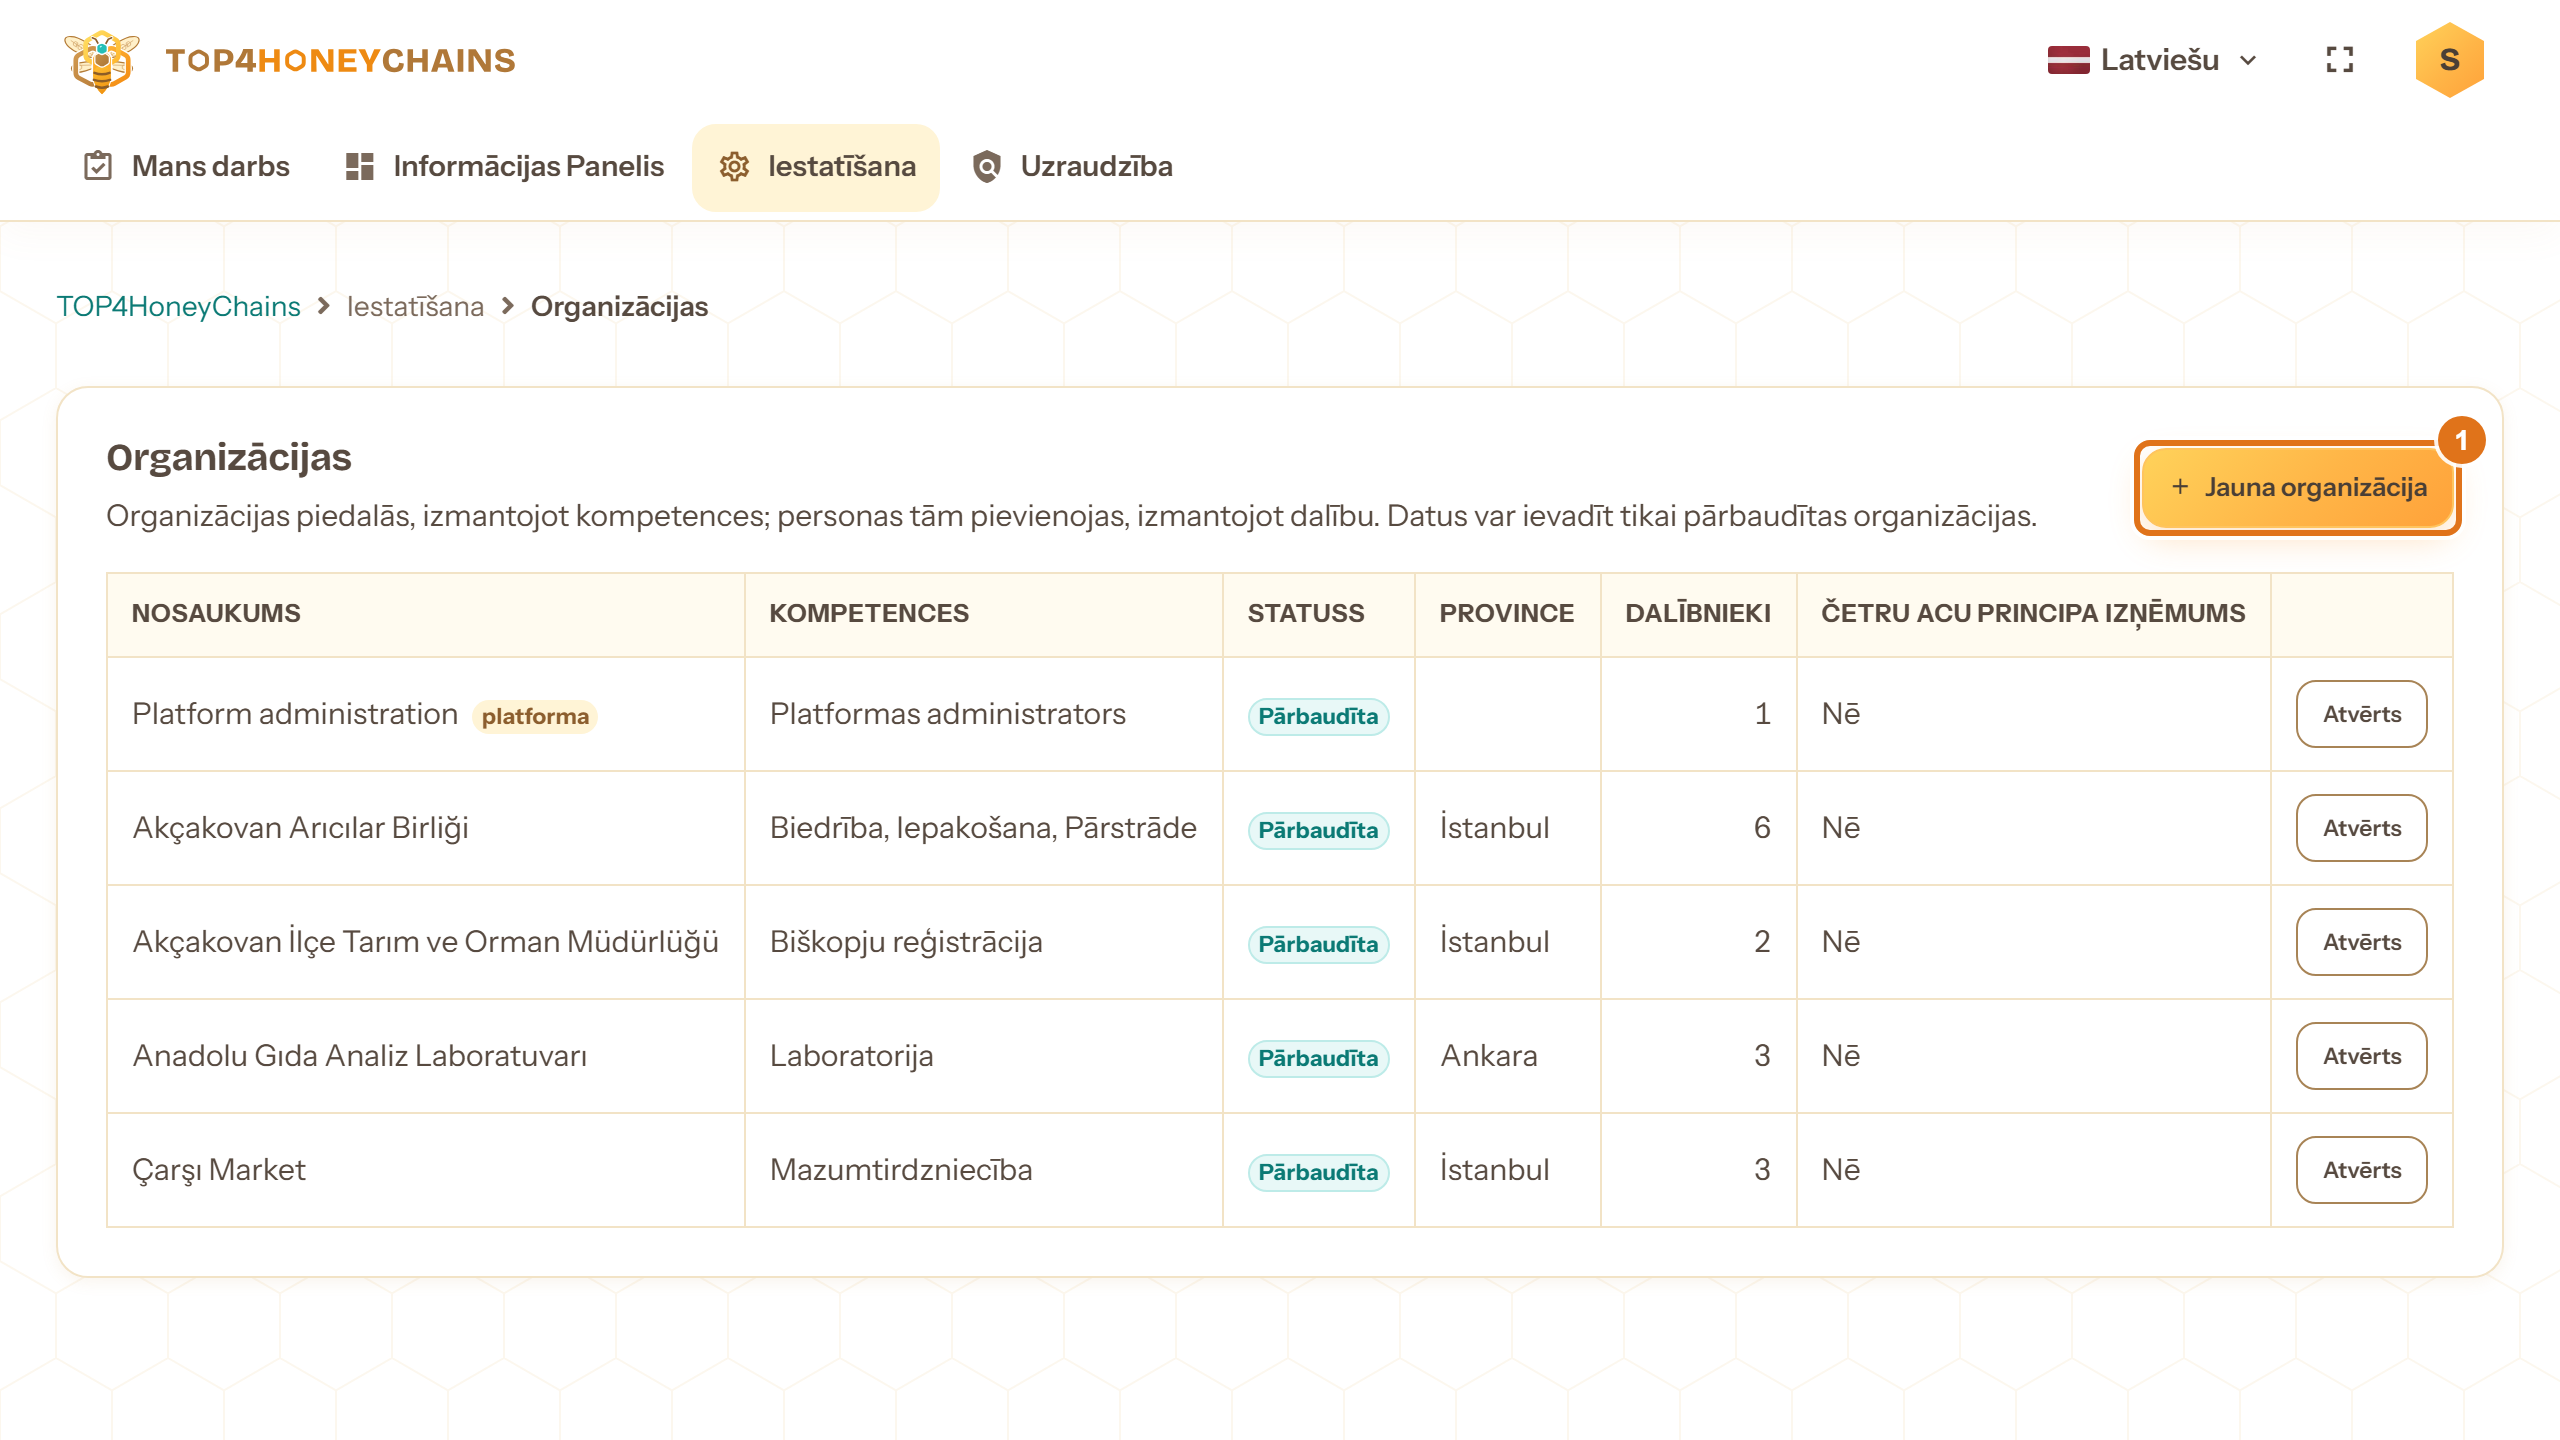 TOP4HONEYCHAINS
Latviešu
S
Mans darbs
Informācijas Panelis
Iestatīšana
Uzraudzība
TOP4HoneyChains > Iestatīšana > Organizācijas
Organizācijas
1
+ Jauna organizācija
Organizācijas piedalās, izmantojot kompetences; personas tām pievienojas, izmantojot dalību. Datus var ievadīt tikai pārbaudītas organizācijas.
NOSAUKUMS KOMPETENCES STATUSS PROVINCE DALĪBNIEKI ČETRU ACU PRINCIPA IZŅĒMUMS
Platform administration platforma Platformas administrators Pārbaudīta 1 Nē Atvērts
Akçakovan Arıcılar Birliği Biedrība, Iepakošana, Pārstrāde Pārbaudīta İstanbul 6 Nē Atvērts
Akçakovan İlçe Tarım ve Orman Müdürlüğü Biškopju reģistrācija Pārbaudīta İstanbul 2 Nē Atvērts
Anadolu Gıda Analiz Laboratuvarı Laboratorija Pārbaudīta Ankara 3 Nē Atvērts
Çarşı Market Mazumtirdzniecība Pārbaudīta İstanbul 3 Nē Atvērts